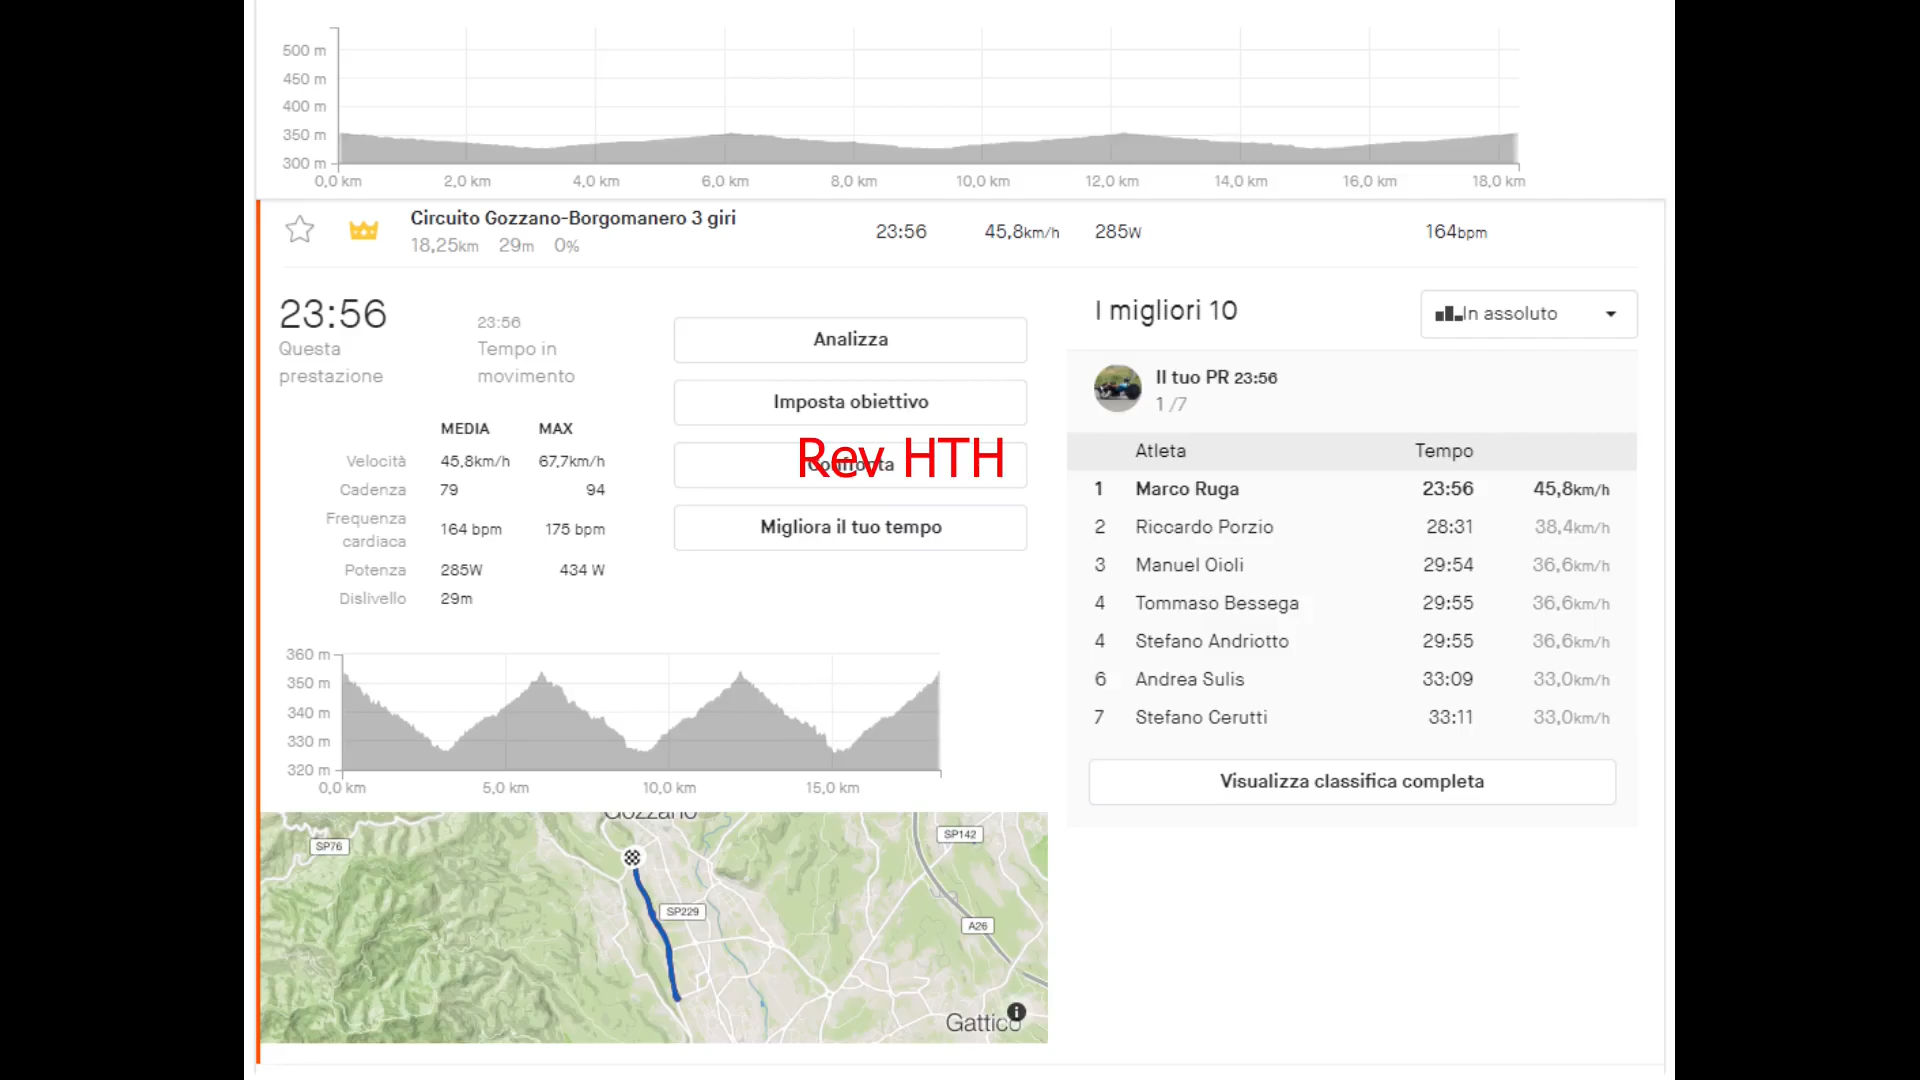 500 m
450 m
400 m
350 m
300 m
0,0 km 2,0 km 4,0 km 6,0 km 8,0 km 10,0 km 12,0 km 14,0 km 16,0 km 18,0 km
Circuito Gozzano-Borgomanero 3 giri
18,25km 29m 0%
23:56 45,8km/h 285W 164bpm
23:56
Questa
prestazione
23:56
Tempo in
movimento
MEDIA MAX
Velocità 45,8km/h 67,7km/h
Cadenza 79 94
Frequenza
cardiaca 164 bpm 175 bpm
Potenza 285W 434 W
Dislivello 29m
Analizza
Imposta obiettivo
Confronta
Rev HTH
Migliora il tuo tempo
360 m
350 m
340 m
330 m
320 m
0,0 km 5,0 km 10,0 km 15,0 km
Gozzano
SP76
SP142
SP229
A26
Gattico
I migliori 10
In assoluto
Il tuo PR 23:56
1 /7
Atleta Tempo
1 Marco Ruga 23:56 45,8km/h
2 Riccardo Porzio 28:31 38,4km/h
3 Manuel Oioli 29:54 36,6km/h
4 Tommaso Bessega 29:55 36,6km/h
4 Stefano Andriotto 29:55 36,6km/h
6 Andrea Sulis 33:09 33,0km/h
7 Stefano Cerutti 33:11 33,0km/h
Visualizza classifica completa